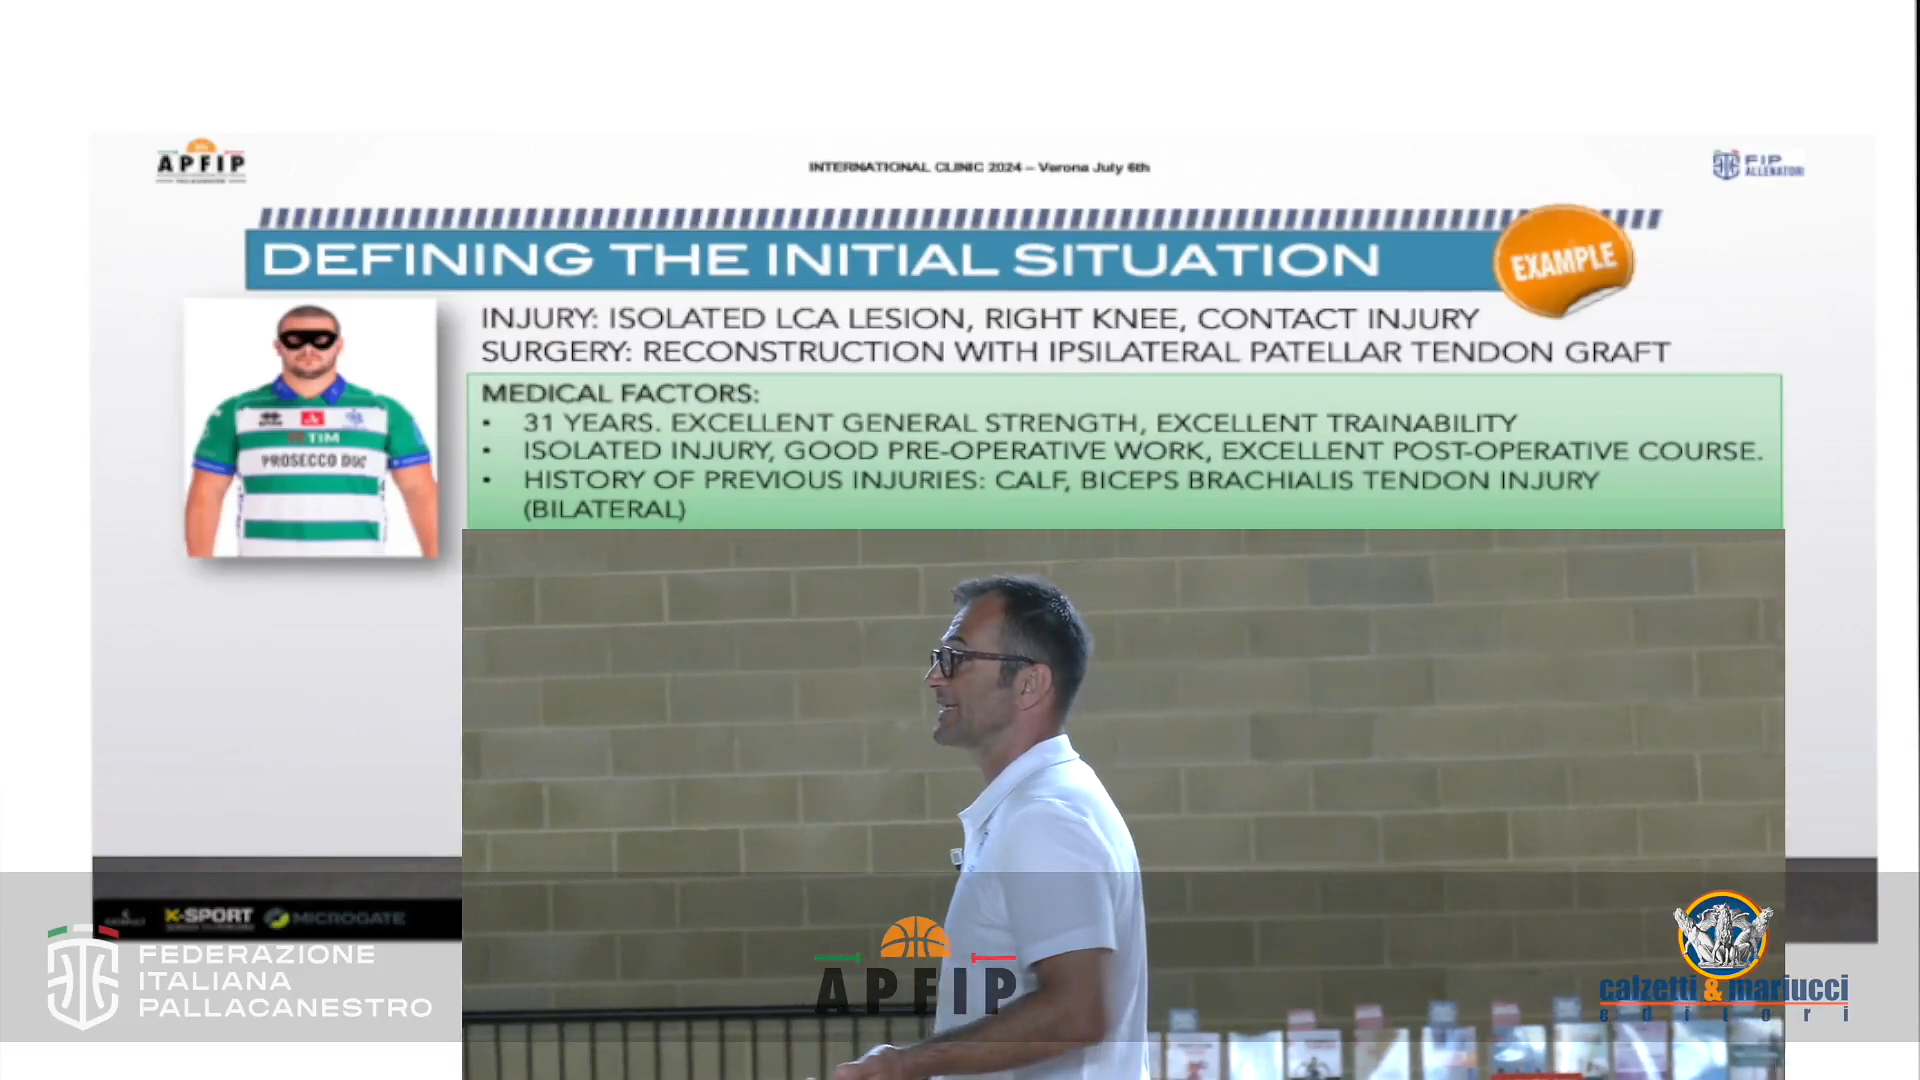 APFIP
INTERNATIONAL CLINIC 2024 – Verona July 6th
FIP
ALLENATORI
DEFINING THE INITIAL SITUATION
EXAMPLE
INJURY: ISOLATED LCA LESION, RIGHT KNEE, CONTACT INJURY
SURGERY: RECONSTRUCTION WITH IPSILATERAL PATELLAR TENDON GRAFT
MEDICAL FACTORS:
• 31 YEARS. EXCELLENT GENERAL STRENGTH, EXCELLENT TRAINABILITY
• ISOLATED INJURY, GOOD PRE-OPERATIVE WORK, EXCELLENT POST-OPERATIVE COURSE.
• HISTORY OF PREVIOUS INJURIES: CALF, BICEPS BRACHIALIS TENDON INJURY
(BILATERAL)
TIM
PROSECCO DOC
K-SPORT
MICROGATE
FEDERAZIONE
ITALIANA
PALLACANESTRO
APFIP
calzetti & mariucci
editori